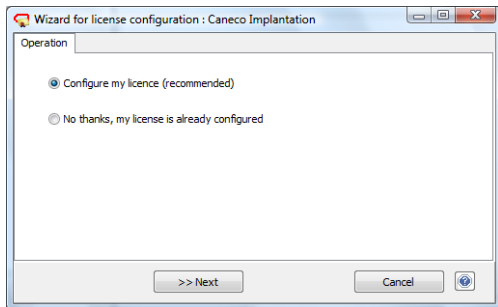 Wizard for license configuration : Caneco Implantation
Operation
Configure my licence (recommended)
No thanks, my license is already configured
>> Next
Cancel